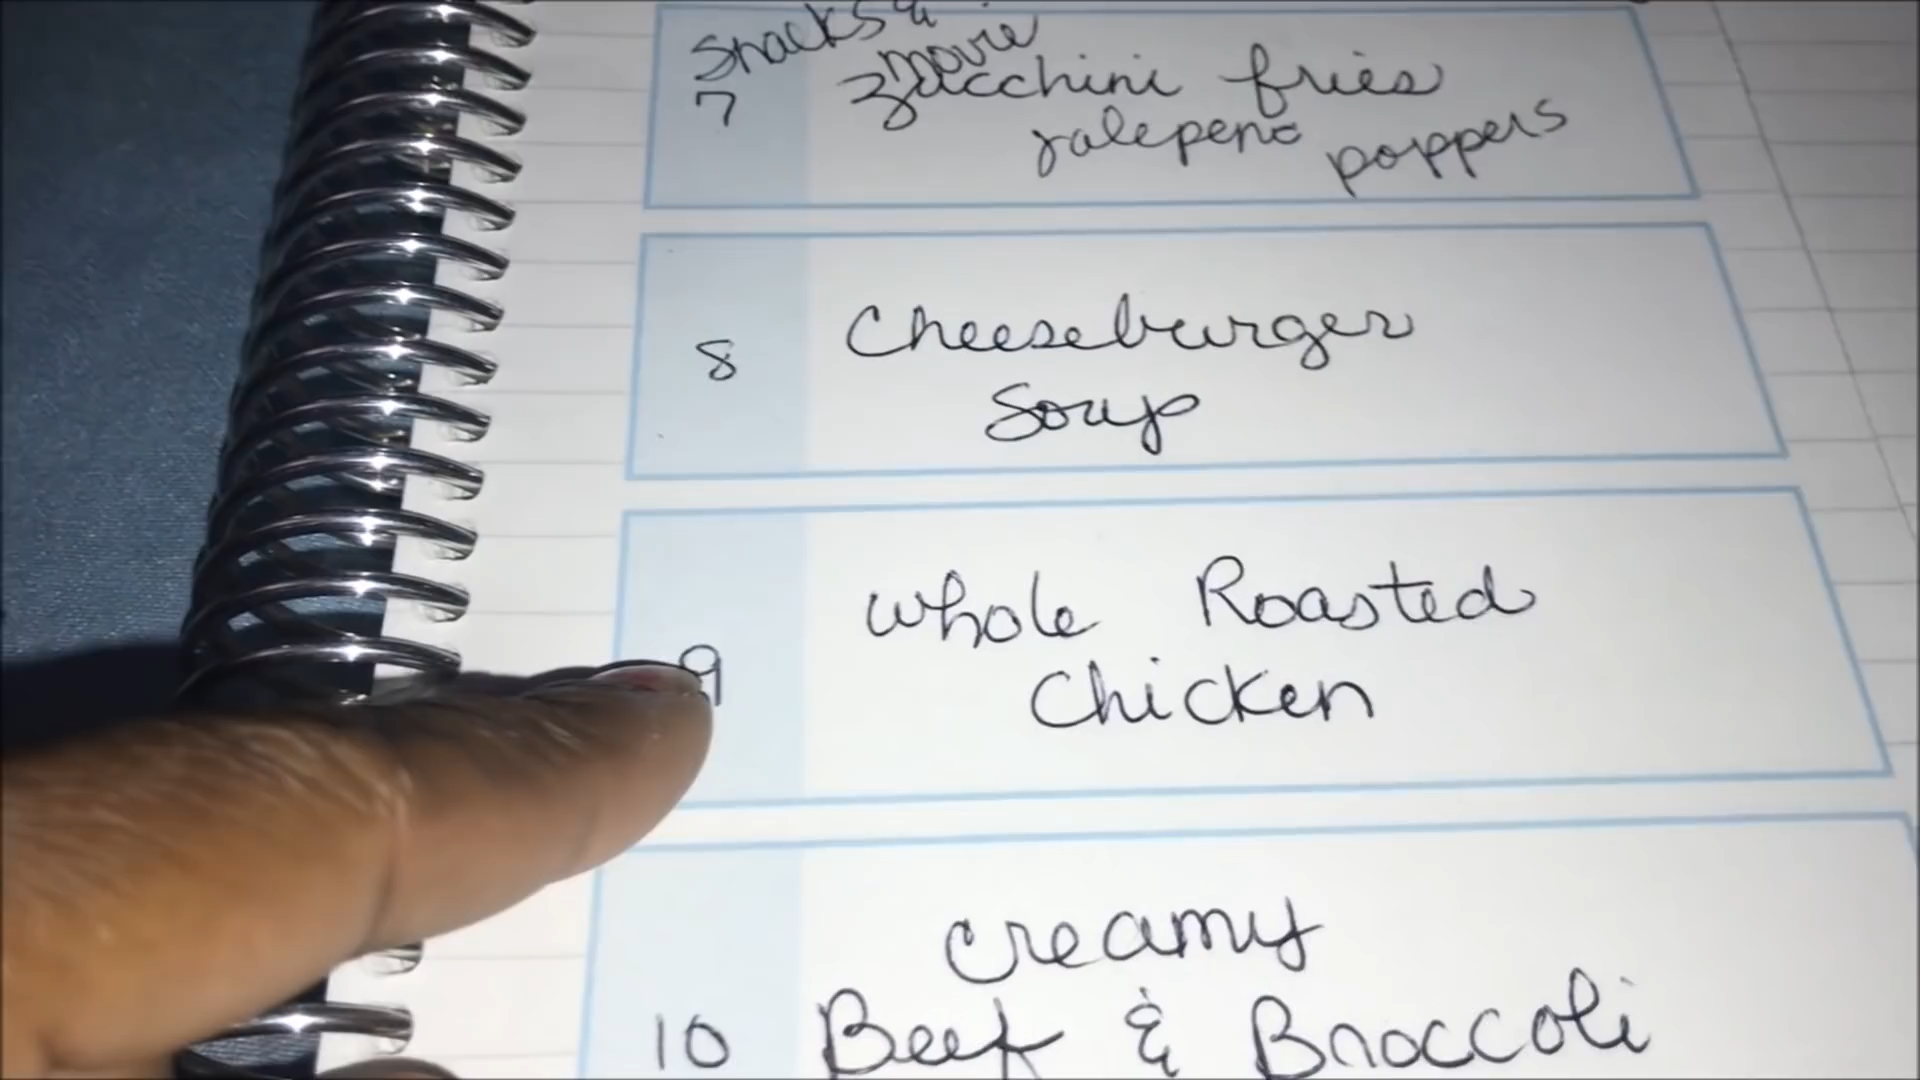 Snacks &
movie
7 zucchini fries
jalepeno poppers
8 Cheeseburger
Soup
9 whole Roasted
Chicken
creamy
10 Beef & Broccoli